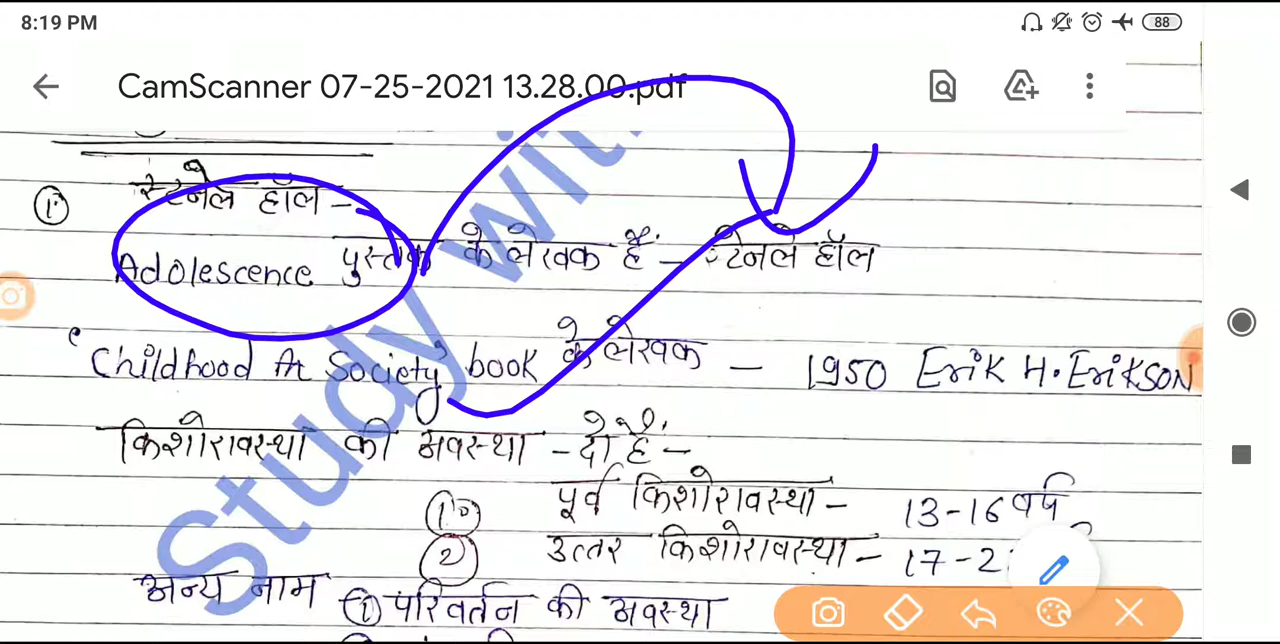 8:19 PM
88
CamScanner 07-25-2021 13.28.00.pdf
① स्टेनेल हॉल -
Adolescence पुस्तक के लेखक हैं - स्टेनले हॉल
"Childhood At Society" book के लेखक - 1950 Erik H. EriKSON
किशोरावस्था की अवस्था - दो है -
① पूर्व किशोरावस्था - 13-16 वर्ष
② उत्तर किशोरावस्था - 17-2
अन्य नाम ① परिवर्तन की अवस्था
Study wit